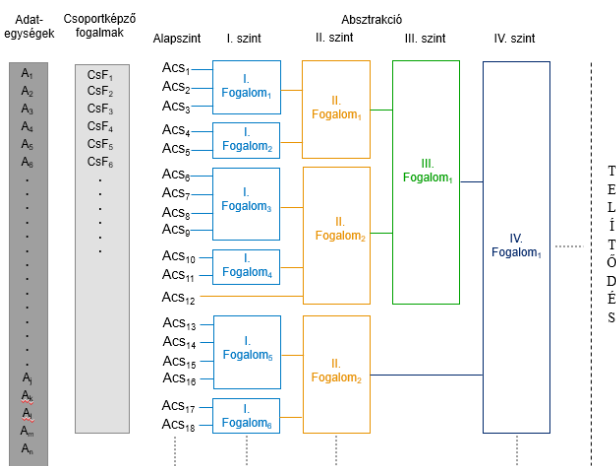 Absztrakció
Adat-
egységek
Csoportképző
fogalmak
Alapszint
I. szint
II. szint
III. szint
IV. szint
A₁
A₂
A₃
A₄
A₅
A₆
Aⱼ
Aₖ
Aₘ
Aₙ
CsF₁
CsF₂
CsF₃
CsF₄
CsF₅
CsF₆
Acs₁
Acs₂
Acs₃
Acs₄
Acs₅
Acs₆
Acs₇
Acs₈
Acs₉
Acs₁₀
Acs₁₁
Acs₁₂
Acs₁₃
Acs₁₄
Acs₁₅
Acs₁₆
Acs₁₇
Acs₁₈
I.
Fogalom₁
I.
Fogalom₂
I.
Fogalom₃
I.
Fogalom₄
I.
Fogalom₅
I.
Fogalom₆
II.
Fogalom₁
II.
Fogalom₂
II.
Fogalom₂
III.
Fogalom₁
IV.
Fogalom₁
T
E
L
Í
T
Ő
D
É
S